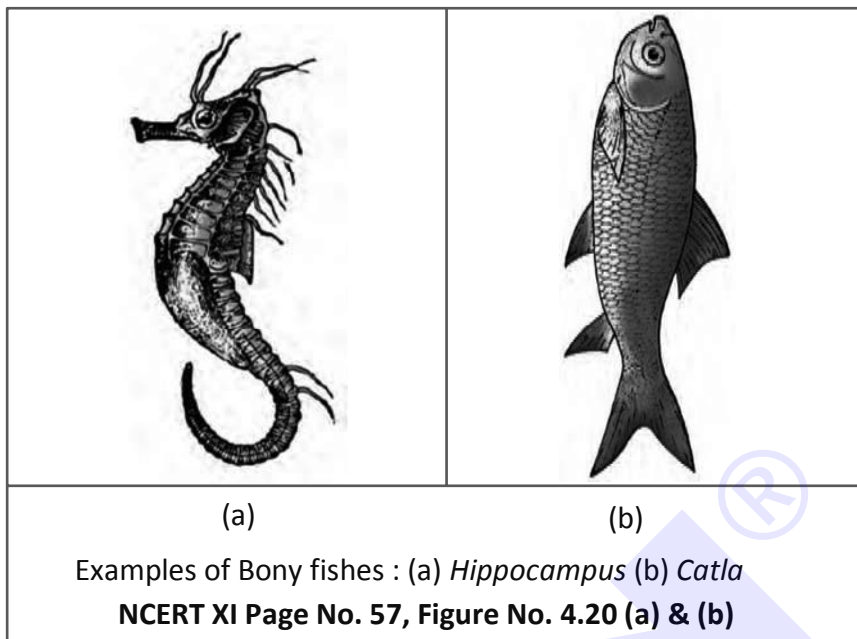 (a) (b)
Examples of Bony fishes : (a) Hippocampus (b) Catla
NCERT XI Page No. 57, Figure No. 4.20 (a) & (b)
®